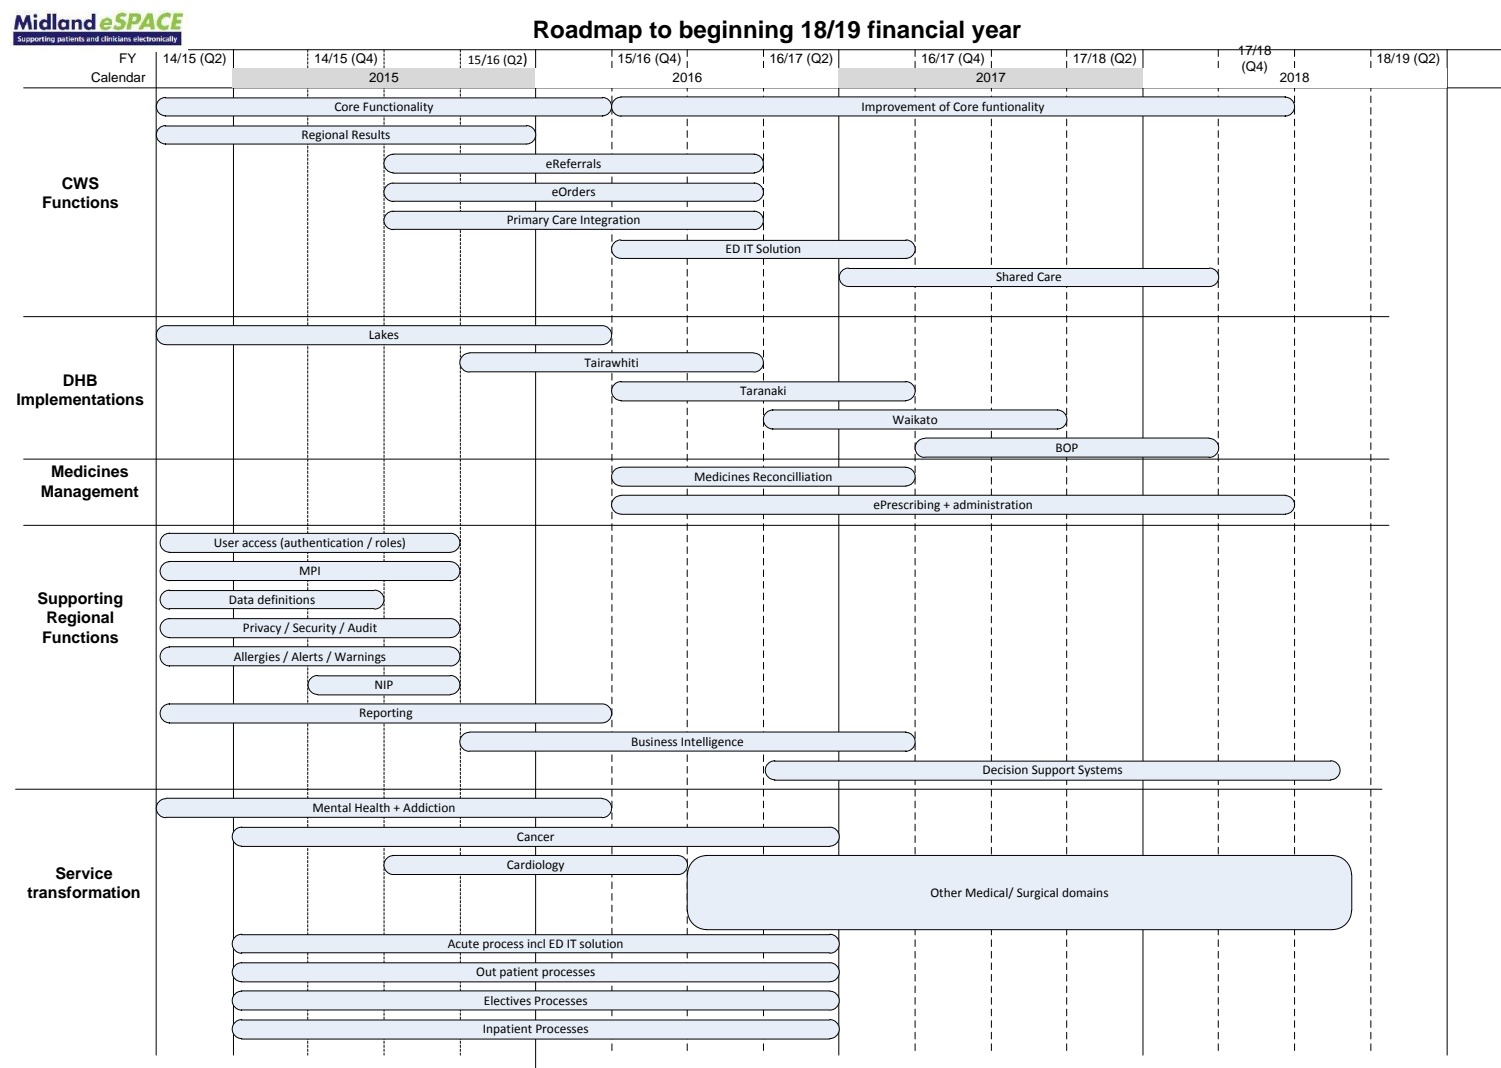 Midland eSPACE
Supporting patients and clinicians electronically
Roadmap to beginning 18/19 financial year
FY
14/15 (Q2)
14/15 (Q4)
15/16 (Q2)
15/16 (Q4)
16/17 (Q2)
16/17 (Q4)
17/18 (Q2)
17/18
(Q4)
18/19 (Q2)
Calendar
2015
2016
2017
2018
CWS
Functions
Core Functionality
Improvement of Core funtionality
Regional Results
eReferrals
eOrders
Primary Care Integration
ED IT Solution
Shared Care
DHB
Implementations
Lakes
Tairawhiti
Taranaki
Waikato
BOP
Medicines
Management
Medicines Reconcilliation
ePrescribing + administration
Supporting
Regional
Functions
User access (authentication / roles)
MPI
Data definitions
Privacy / Security / Audit
Allergies / Alerts / Warnings
NIP
Reporting
Business Intelligence
Decision Support Systems
Service
transformation
Mental Health + Addiction
Cancer
Cardiology
Other Medical/ Surgical domains
Acute process incl ED IT solution
Out patient processes
Electives Processes
Inpatient Processes